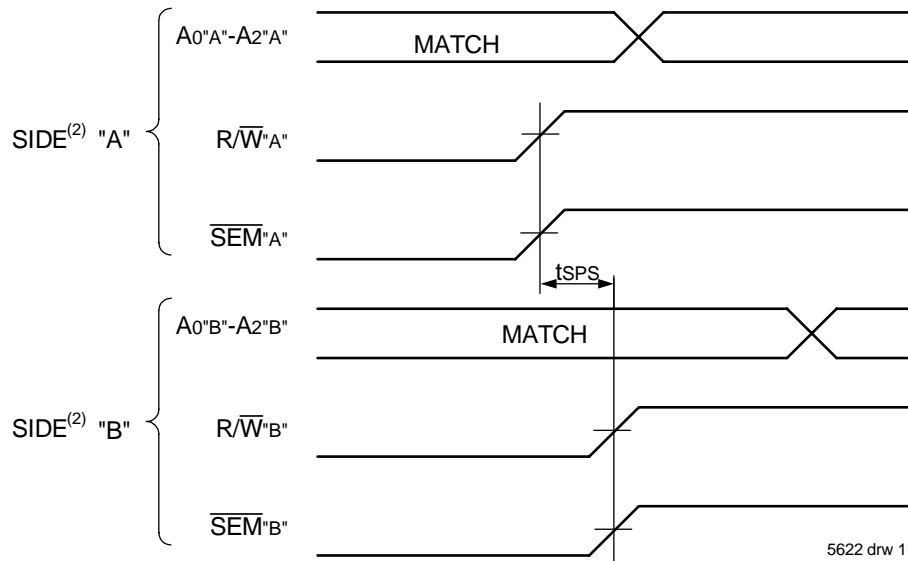 A0"A"-A2"A"
MATCH
SIDE(2) "A"
R/W"A"
SEM"A"
tSPS
A0"B"-A2"B"
MATCH
SIDE(2) "B"
R/W"B"
SEM"B"
5622 drw 1